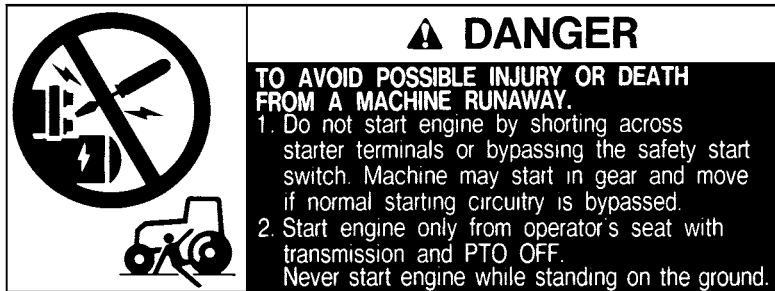 DANGER
TO AVOID POSSIBLE INJURY OR DEATH
FROM A MACHINE RUNAWAY.
1. Do not start engine by shorting across
starter terminals or bypassing the safety start
switch. Machine may start in gear and move
if normal starting circuitry is bypassed.
2. Start engine only from operator's seat with
transmission and PTO OFF.
Never start engine while standing on the ground.